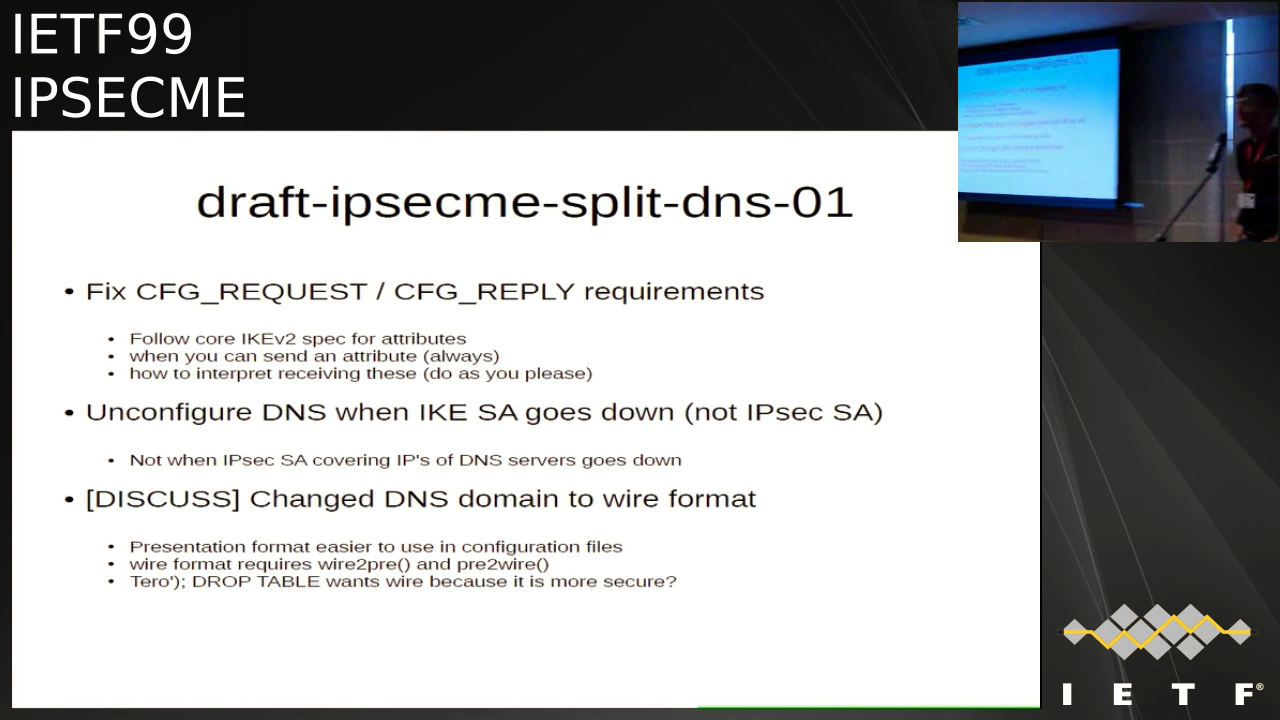 IETF99
IPSECME
draft-ipsecme-split-dns-01
• Fix CFG_REQUEST / CFG_REPLY requirements
• Follow core IKEv2 spec for attributes
• when you can send an attribute (always)
• how to interpret receiving these (do as you please)
• Unconfigure DNS when IKE SA goes down (not IPsec SA)
• Not when IPsec SA covering IP's of DNS servers goes down
• [DISCUSS] Changed DNS domain to wire format
• Presentation format easier to use in configuration files
• wire format requires wire2pre() and pre2wire()
• Tero'); DROP TABLE wants wire because it is more secure?
I E T F®